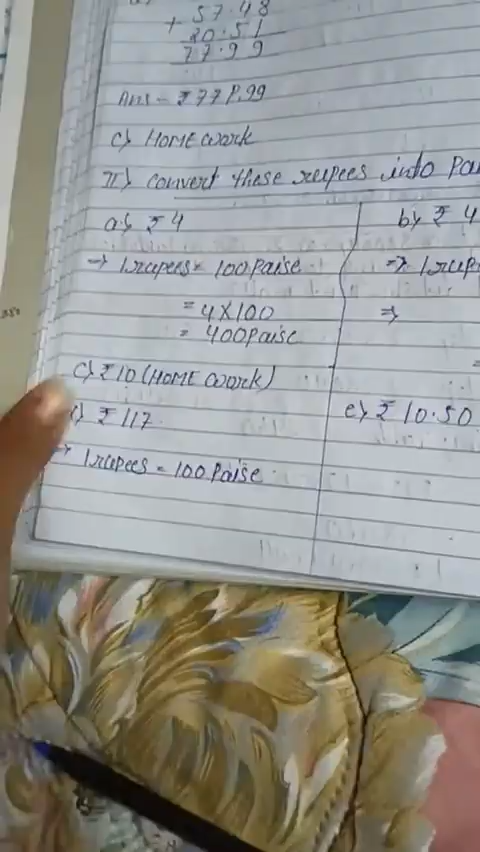 + 57.48
20.51
77.99
Ans - ₹77 P.99
c) HOME work
II) convert these rupees into
a) ₹4
→ 1 rupees = 100 Paise
= 4×100
= 400 Paise
b) ₹ 4
⇒ 1 rup
⇒
c) ₹10 (HOME work)
) ₹ 117
→ 1 rupees = 100 Paise
e) ₹ 10.50